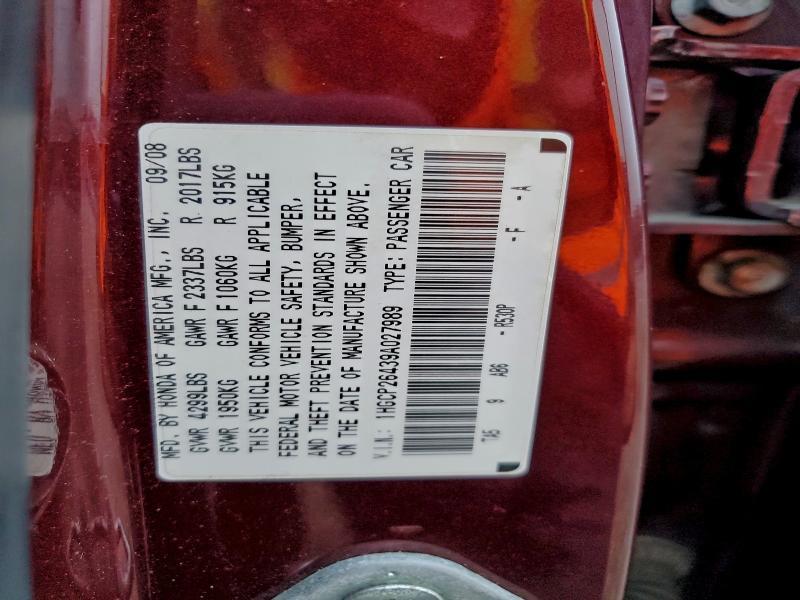 MFD. BY HONDA OF AMERICA MFG., INC. 09/08
GVWR 4299LBS GAWR F 2337LBS R 2017LBS
GVWR 1950KG GAWR F 1060KG R 915KG
THIS VEHICLE CONFORMS TO ALL APPLICABLE
FEDERAL MOTOR VEHICLE SAFETY, BUMPER,
AND THEFT PREVENTION STANDARDS IN EFFECT
ON THE DATE OF MANUFACTURE SHOWN ABOVE.
V.I.N.: 1HGCP26439A027989 TYPE: PASSENGER CAR
TA5 9 AB6 -R530P -F -A